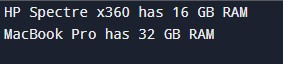 HP Spectre x360 has 16 GB RAM
MacBook Pro has 32 GB RAM